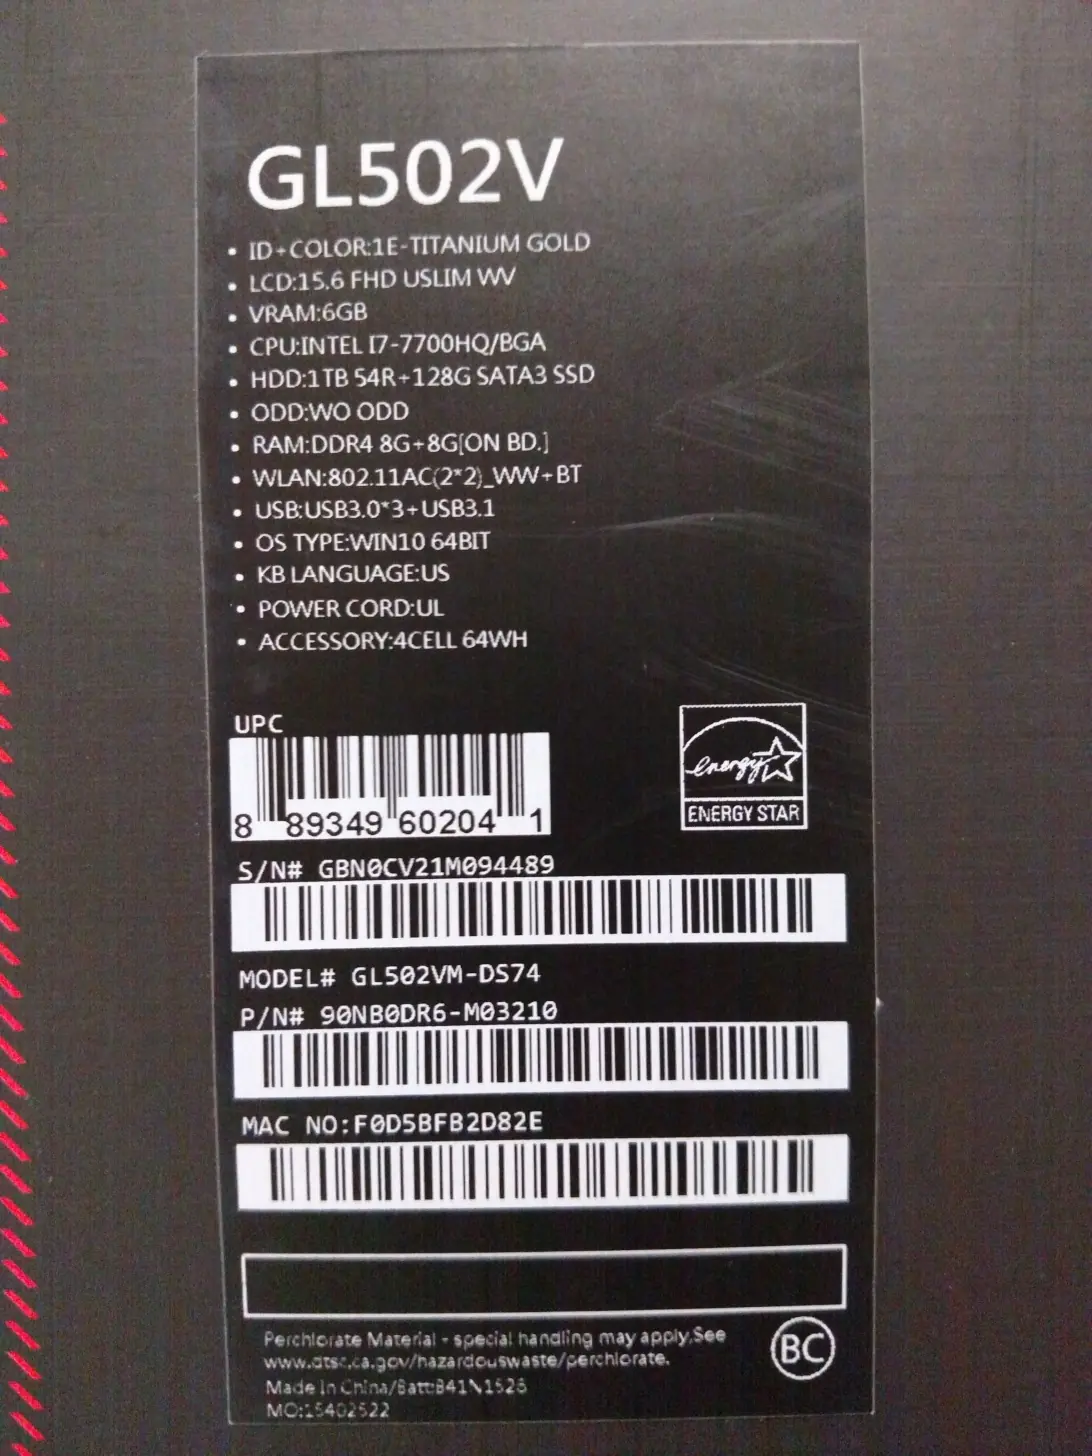 GL502V
• ID+COLOR:1E-TITANIUM GOLD
• LCD:15.6 FHD USLIM WV
• VRAM:6GB
• CPU:INTEL I7-7700HQ/BGA
• HDD:1TB 54R+128G SATA3 SSD
• ODD:WO ODD
• RAM:DDR4 8G+8G[ON BD.]
• WLAN:802.11AC(2*2)_WW+BT
• USB:USB3.0*3+USB3.1
• OS TYPE:WIN10 64BIT
• KB LANGUAGE:US
• POWER CORD:UL
• ACCESSORY:4CELL 64WH
UPC
8 89349 60204 1
energy
ENERGY STAR
S/N# GBN0CV21M094489
MODEL# GL502VM-DS74
P/N# 90NB0DR6-M03210
MAC NO:F0D5BFB2D82E
Perchlorate Material - special handling may apply,See
www.dtsc.ca.gov/hazardouswaste/perchlorate.
BC
Made In China/Batt:B41N1526
MO:15402522